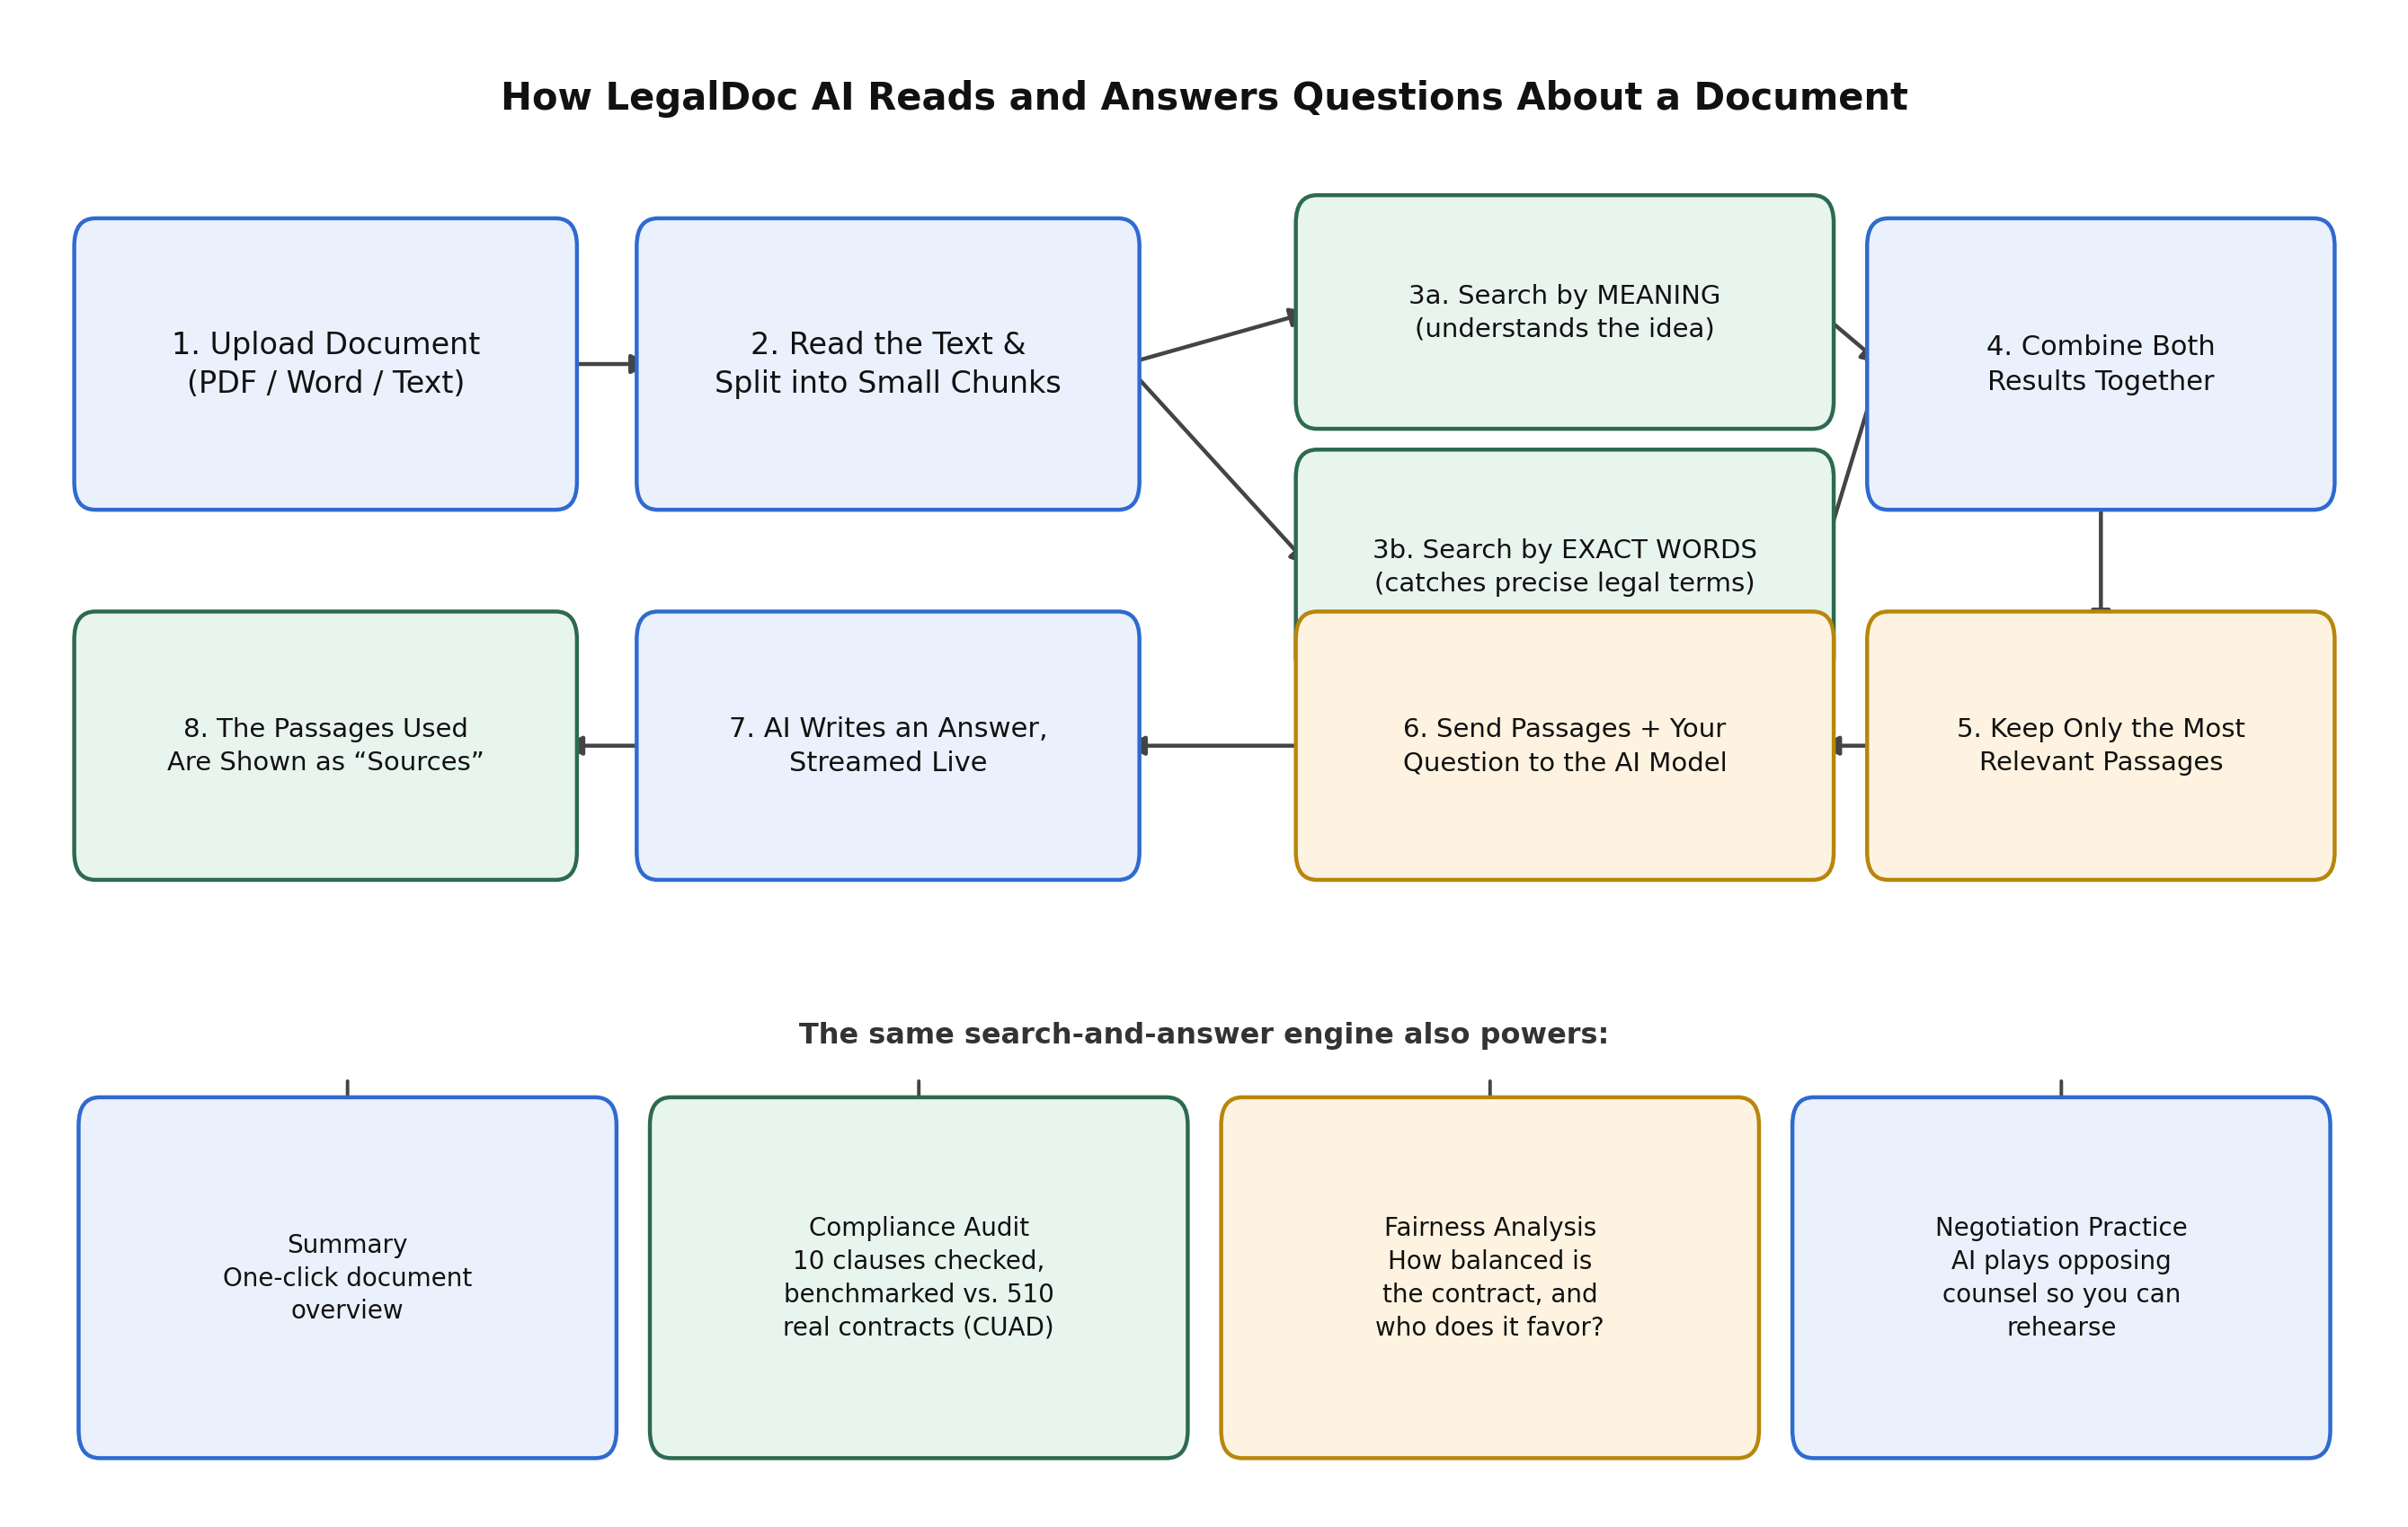 How LegalDoc AI Reads and Answers Questions About a Document
1. Upload Document
(PDF / Word / Text)
2. Read the Text &
Split into Small Chunks
3a. Search by MEANING
(understands the idea)
3b. Search by EXACT WORDS
(catches precise legal terms)
4. Combine Both
Results Together
5. Keep Only the Most
Relevant Passages
6. Send Passages + Your
Question to the AI Model
7. AI Writes an Answer,
Streamed Live
8. The Passages Used
Are Shown as “Sources”
The same search-and-answer engine also powers:
Summary
One-click document
overview
Compliance Audit
10 clauses checked,
benchmarked vs. 510
real contracts (CUAD)
Fairness Analysis
How balanced is
the contract, and
who does it favor?
Negotiation Practice
AI plays opposing
counsel so you can
rehearse